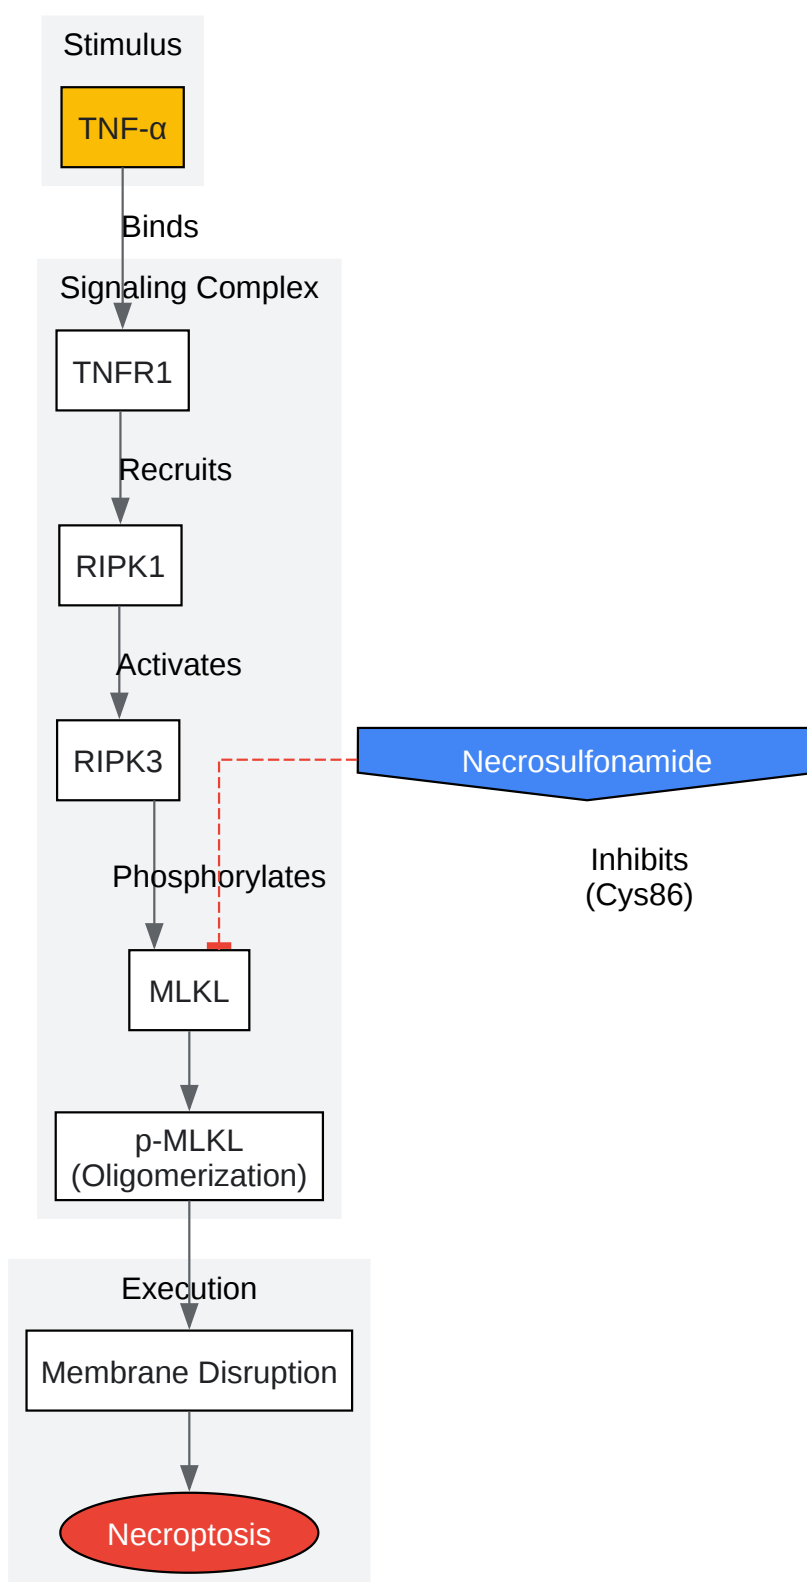 Stimulus
TNF-α
Binds
Signaling Complex
TNFR1
Recruits
RIPK1
Activates
RIPK3
Necrosulfonamide
Phosphorylates
Inhibits
(Cys86)
MLKL
p-MLKL
(Oligomerization)
Execution
Membrane Disruption
Necroptosis